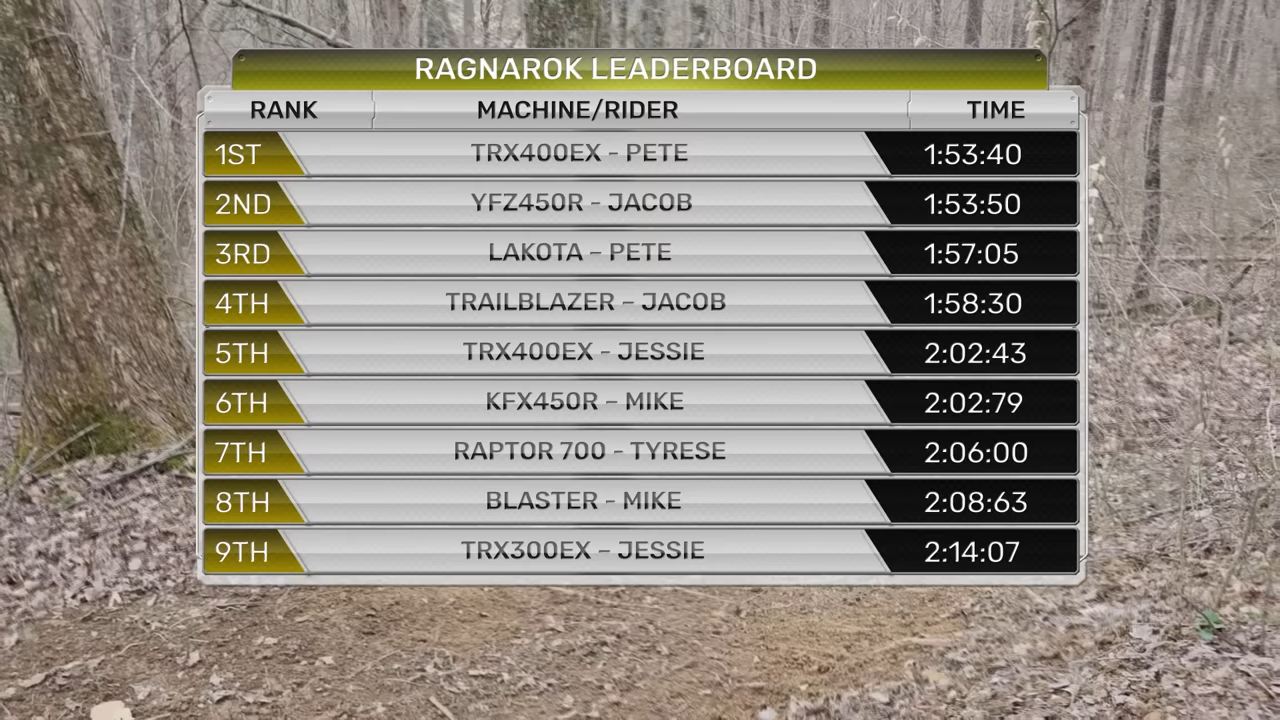 RAGNAROK LEADERBOARD
RANK MACHINE/RIDER TIME
1ST TRX400EX - PETE 1:53:40
2ND YFZ450R - JACOB 1:53:50
3RD LAKOTA - PETE 1:57:05
4TH TRAILBLAZER - JACOB 1:58:30
5TH TRX400EX - JESSIE 2:02:43
6TH KFX450R - MIKE 2:02:79
7TH RAPTOR 700 - TYRESE 2:06:00
8TH BLASTER - MIKE 2:08:63
9TH TRX300EX - JESSIE 2:14:07